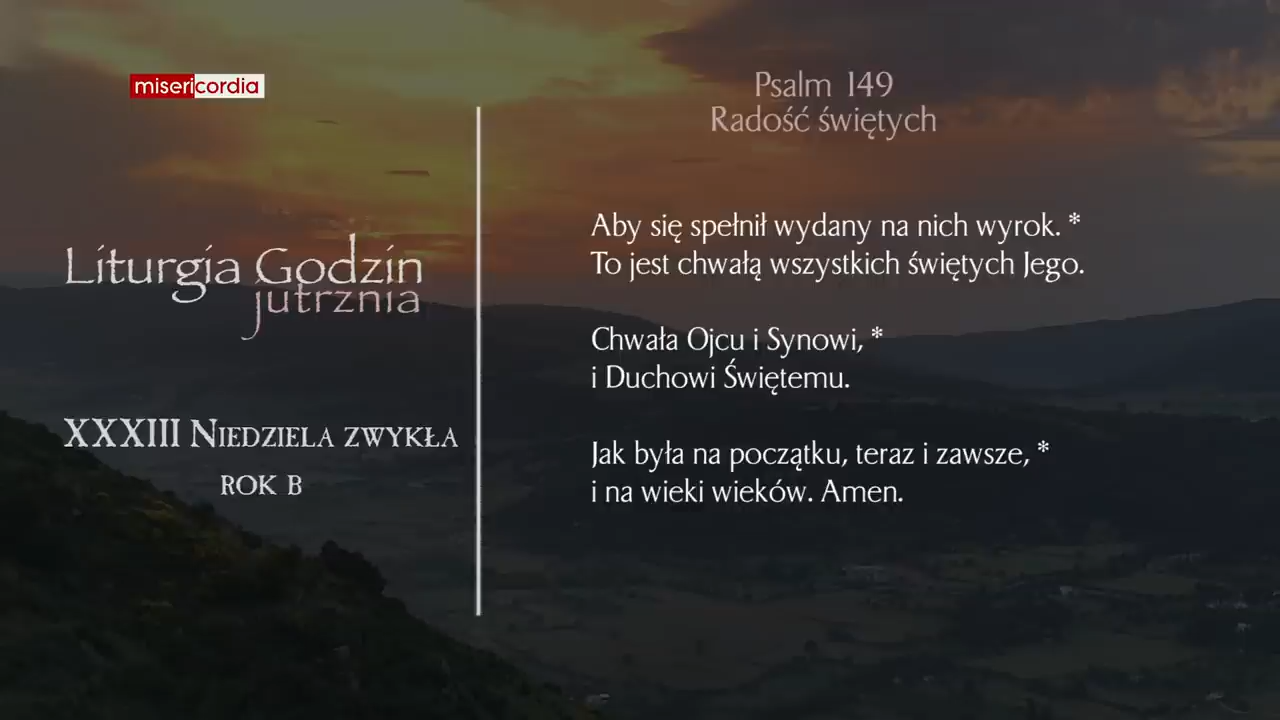 misericordia
Liturgia Godzin
jutrznia
XXXIII Niedziela zwykła
rok B
Psalm 149
Radość świętych
Aby się spełnił wydany na nich wyrok. *
To jest chwałą wszystkich świętych Jego.
Chwała Ojcu i Synowi, *
i Duchowi Świętemu.
Jak była na początku, teraz i zawsze, *
i na wieki wieków. Amen.